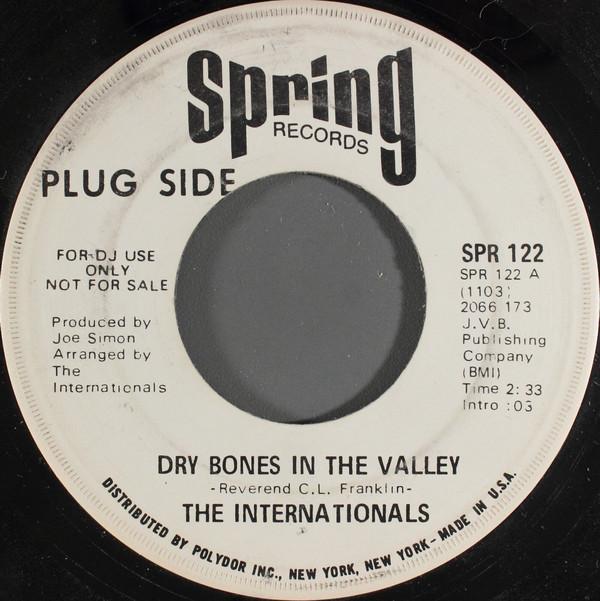 Spring
RECORDS
PLUG SIDE
FOR DJ USE
ONLY
NOT FOR SALE
Produced by
Joe Simon
Arranged by
The
Internationals
SPR 122
SPR 122 A
(1103)
2066 173
J.V.B.
Publishing
Company
(BMI)
Time 2:33
Intro :03
DRY BONES IN THE VALLEY
-Reverend C.L. Franklin-
THE INTERNATIONALS
DISTRIBUTED BY POLYDOR INC., NEW YORK, NEW YORK-MADE IN U.S.A.